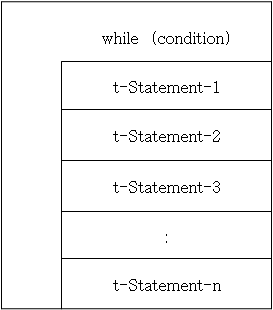 while (condition)
t-Statement-1
t-Statement-2
t-Statement-3
:
t-Statement-n